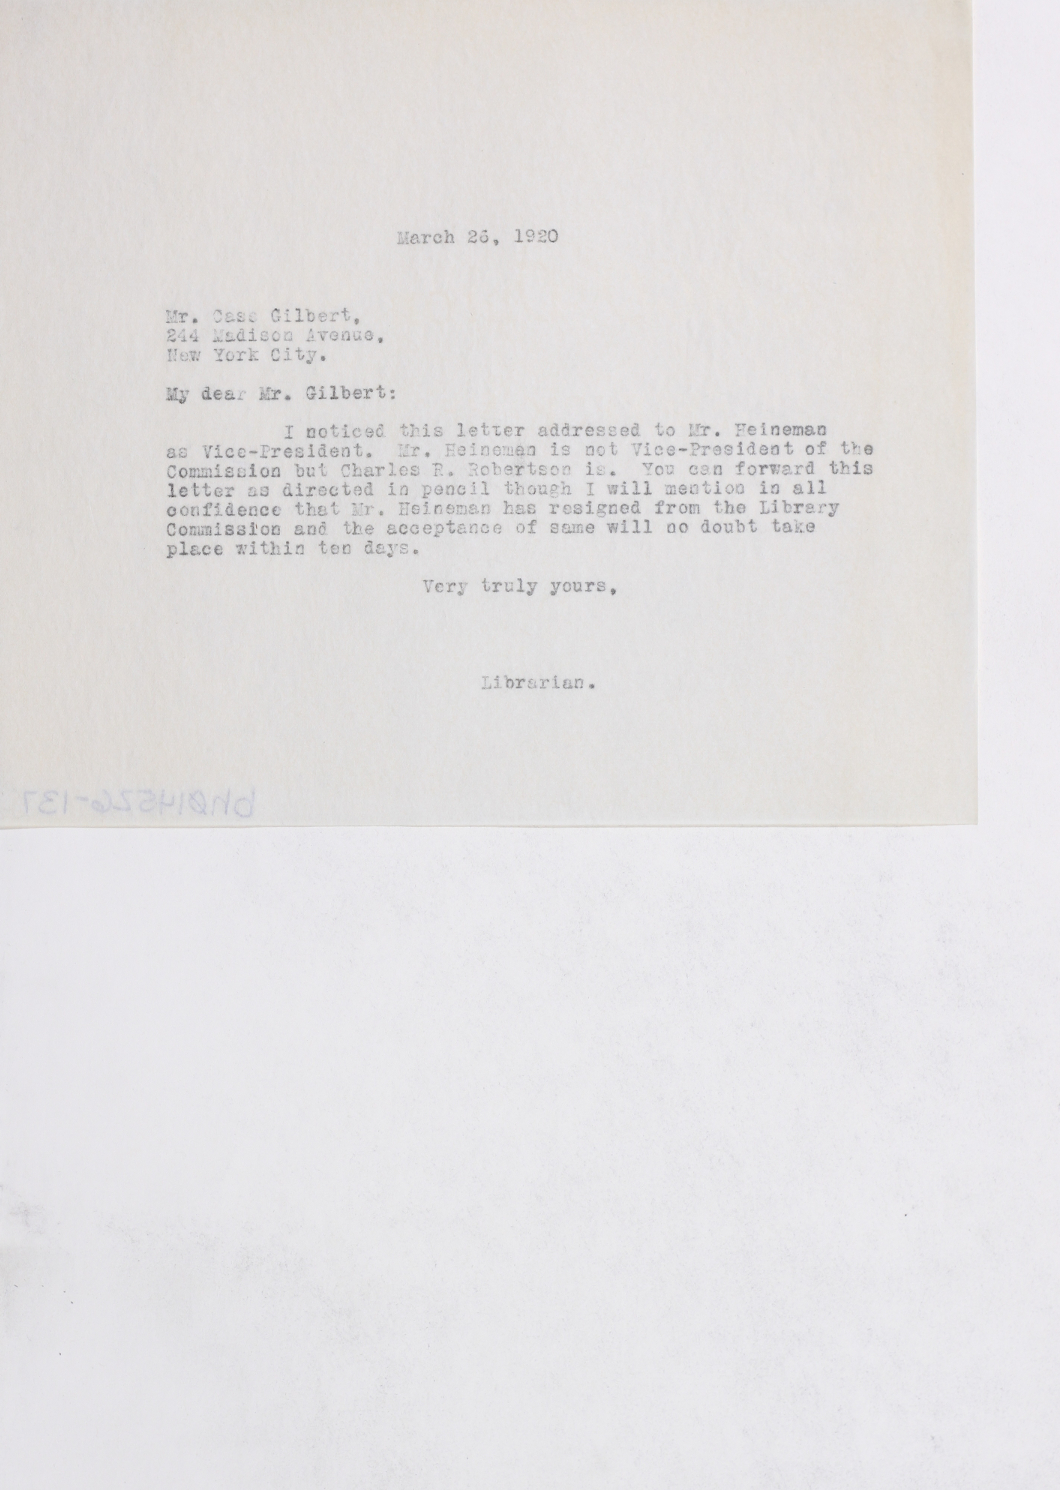 March 26, 1920
Mr. Cass Gilbert,
244 Madison Avenue,
New York City.
My dear Mr. Gilbert:
I noticed this letter addressed to Mr. Heineman
as Vice-President. Mr. Heineman is not Vice-President of the
Commission but Charles R. Robertson is. You can forward this
letter as directed in pencil though I will mention in all
confidence that Mr. Heineman has resigned from the Library
Commission and the acceptance of same will no doubt take
place within ten days.
Very truly yours,
Librarian.
bh014526-137